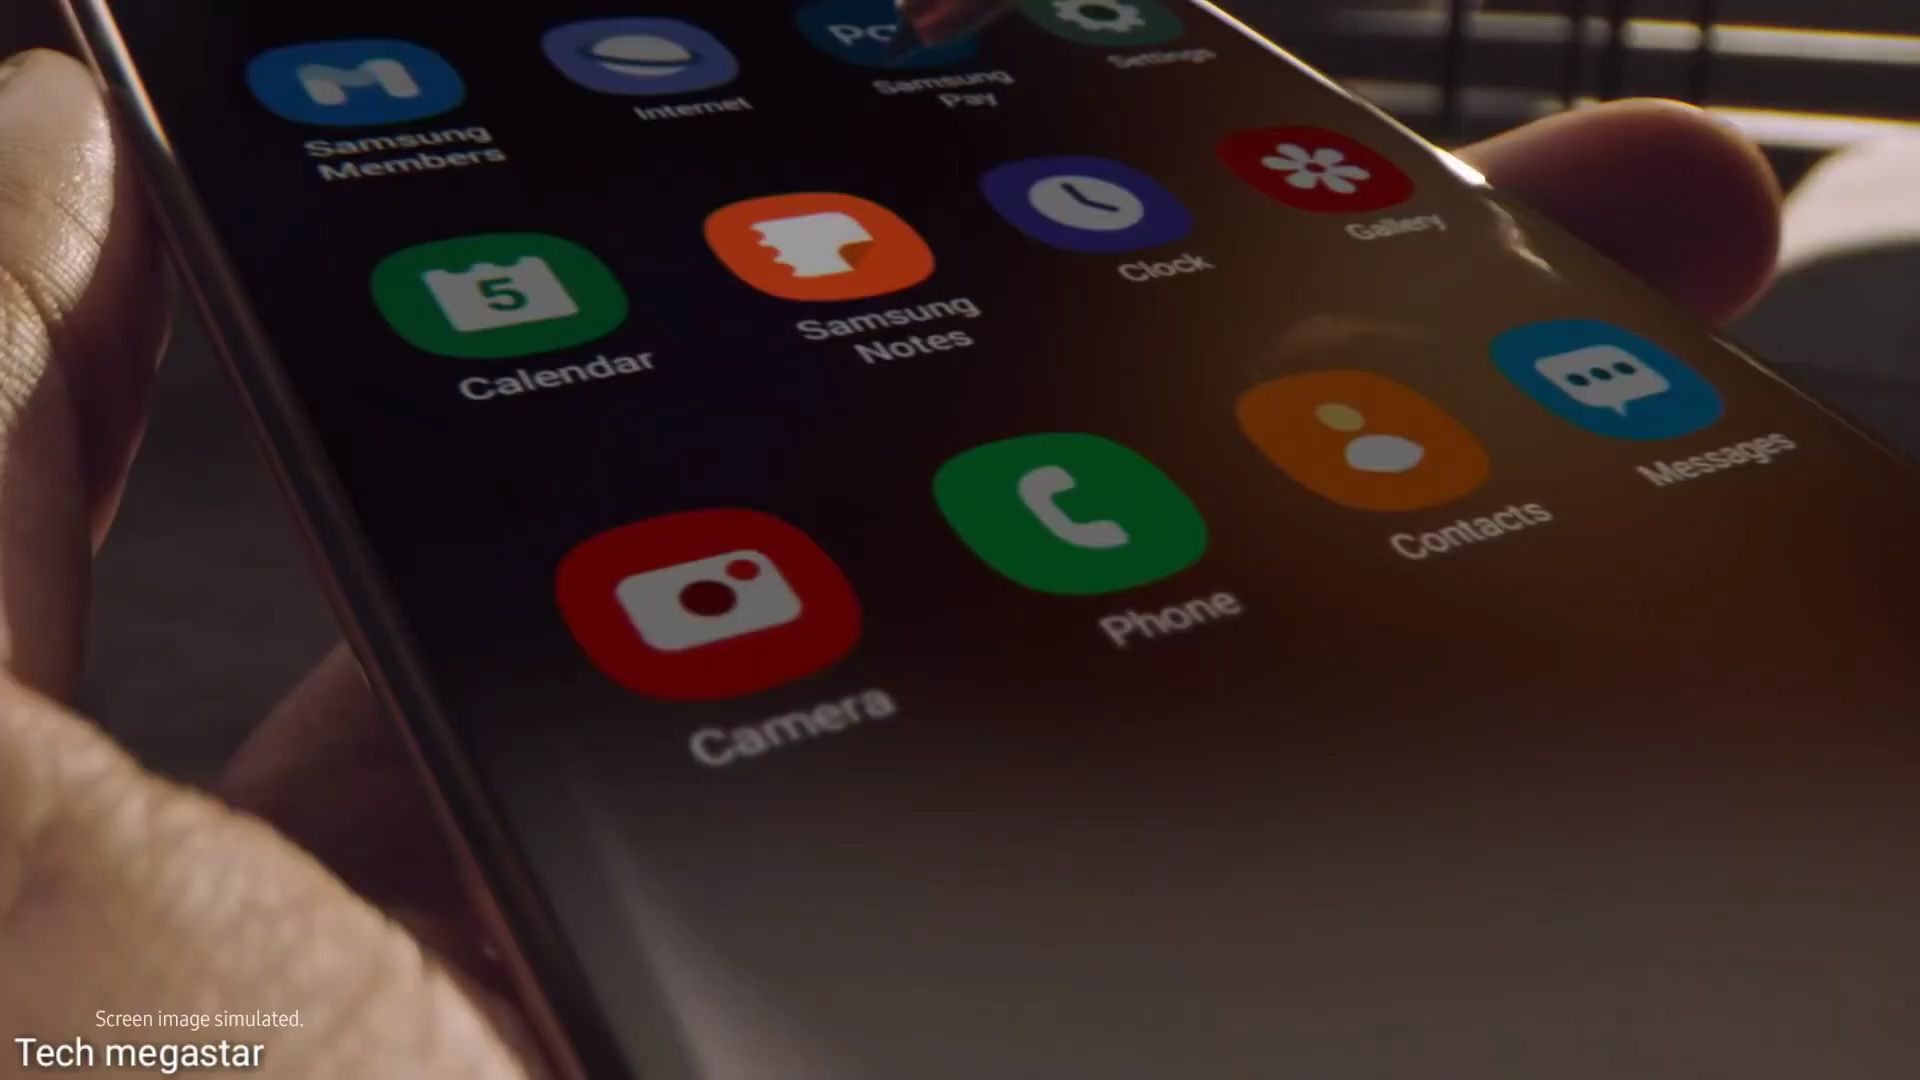 Samsung
Members
Internet
Samsung
Pay
Settings
5
Calendar
Samsung
Notes
Clock
Gallery
Camera
Phone
Contacts
Messages
Screen image simulated.
Tech megastar